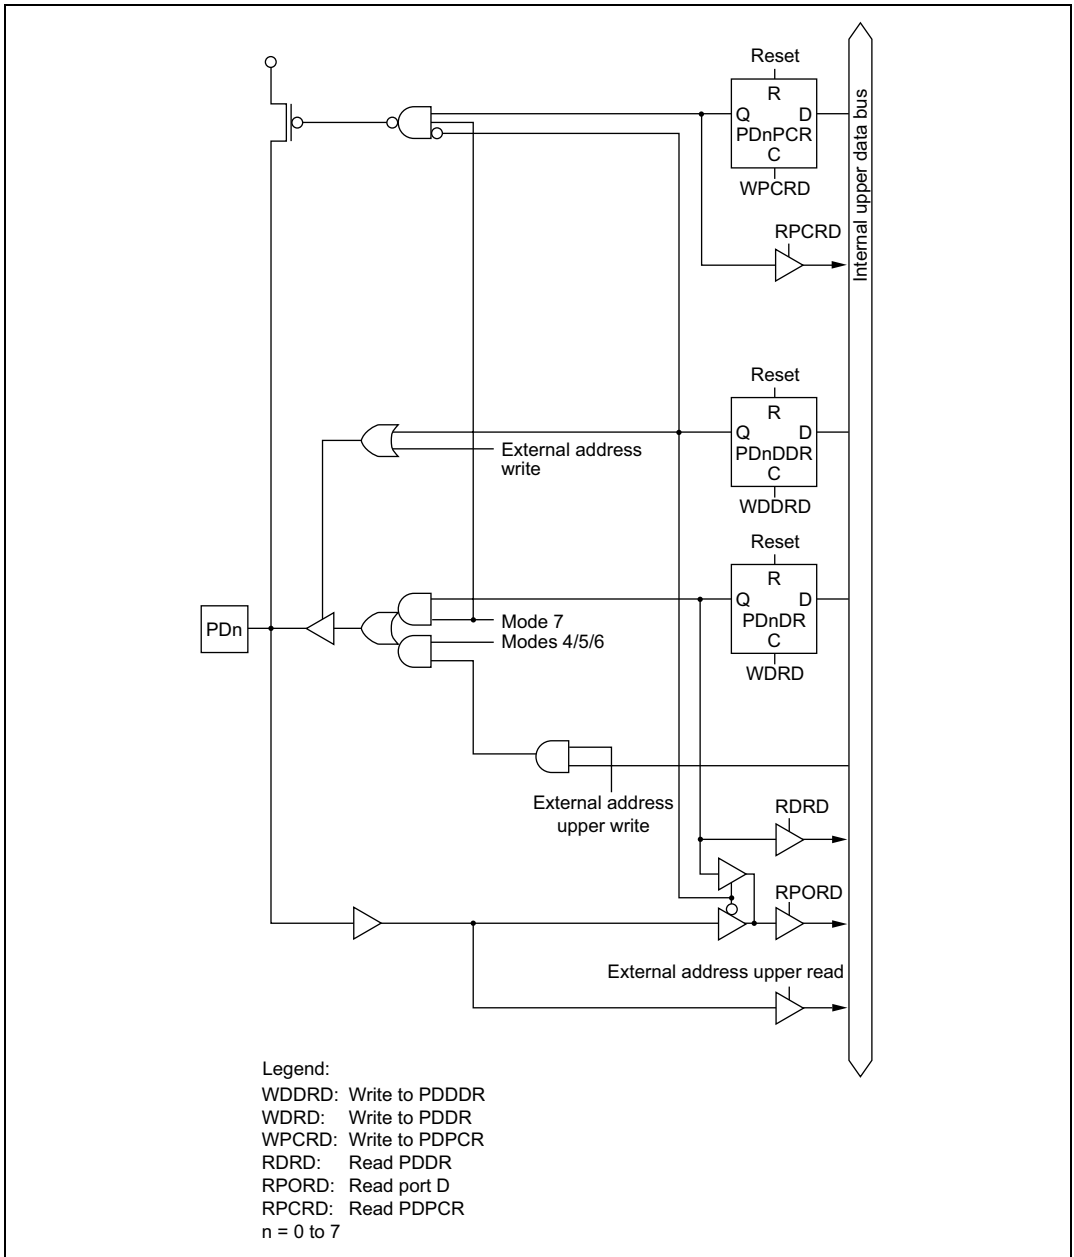 Reset
R
Q D
PDnPCR
C
WPCRD
Internal upper data bus
RPCRD
Reset
R
Q D
PDnDDR
C
WDDRD
External address
write
Reset
R
Q D
PDnDR
C
WDRD
PDn
Mode 7
Modes 4/5/6
External address
upper write
RDRD
RPORD
External address upper read
Legend:
WDDRD: Write to PDDDR
WDRD: Write to PDDR
WPCRD: Write to PDPCR
RDRD: Read PDDR
RPORD: Read port D
RPCRD: Read PDPCR
n = 0 to 7